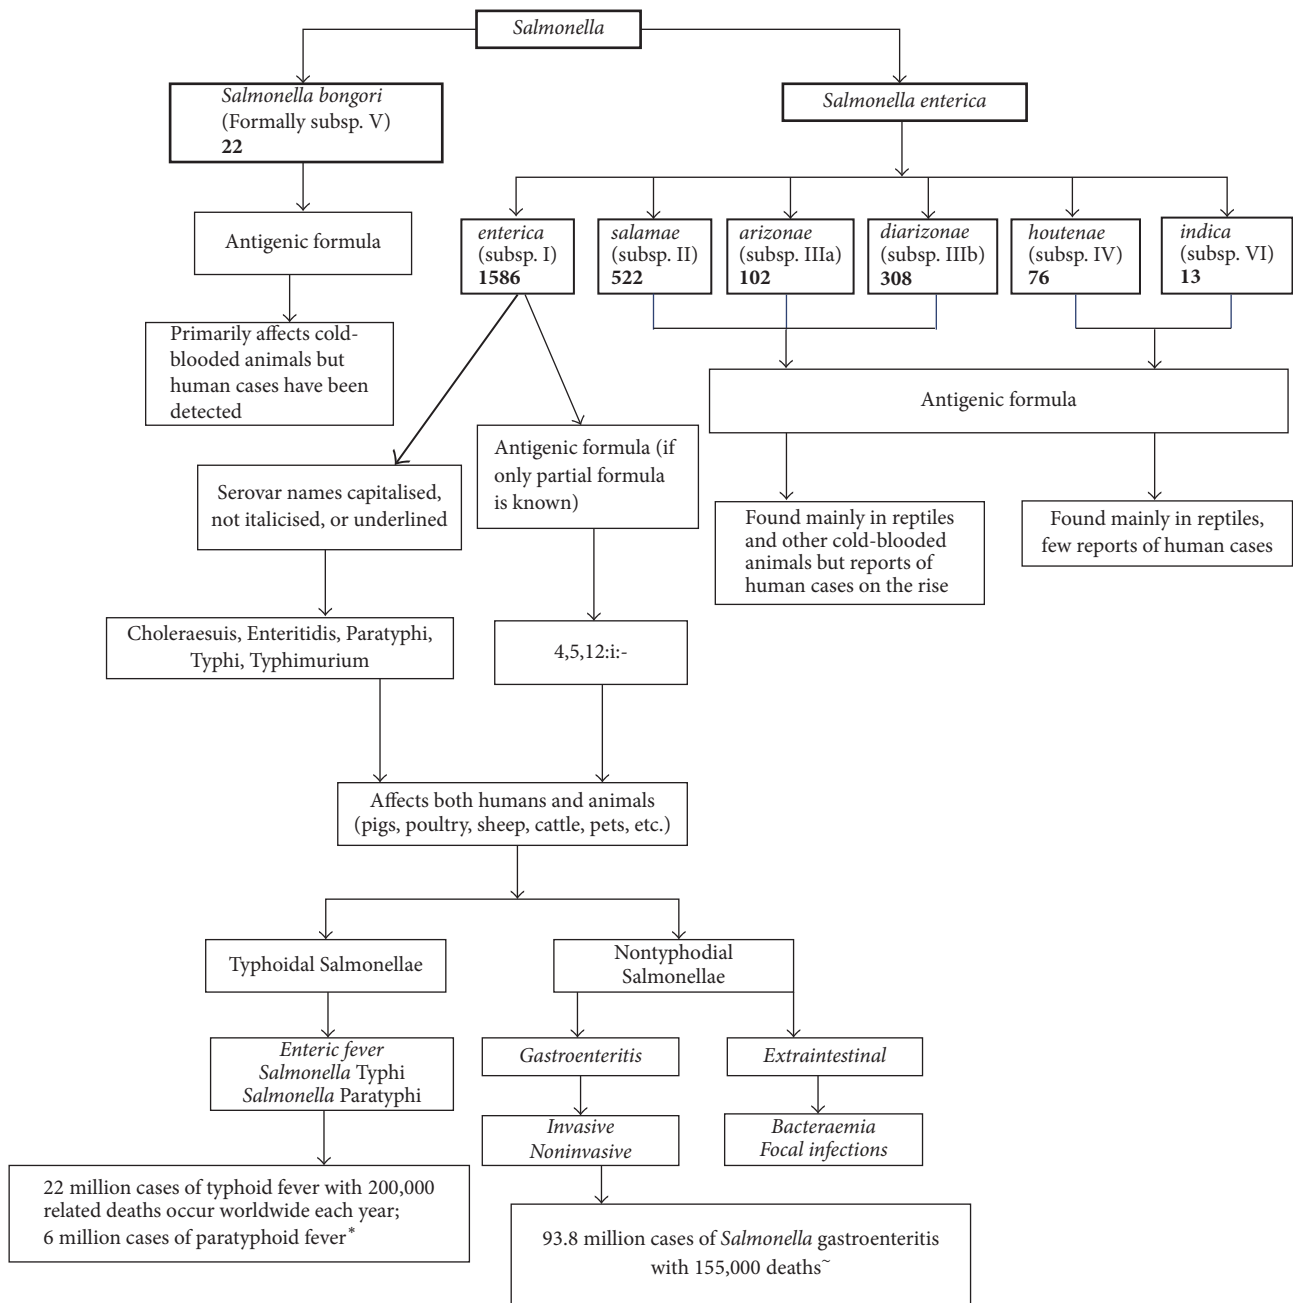 Salmonella
Salmonella bongori
(Formally subsp. V)
22
Salmonella enterica
Antigenic formula
Primarily affects cold-
blooded animals but
human cases have been
detected
enterica
(subsp. I)
1586
salamae
(subsp. II)
522
arizonae
(subsp. IIIa)
102
diarizonae
(subsp. IIIb)
308
houtenae
(subsp. IV)
76
indica
(subsp. VI)
13
Antigenic formula
Serovar names capitalised,
not italicised, or underlined
Antigenic formula (if
only partial formula
is known)
Found mainly in reptiles
and other cold-blooded
animals but reports of
human cases on the rise
Found mainly in reptiles,
few reports of human cases
Choleraesuis, Enteritidis, Paratyphi,
Typhi, Typhimurium
4,5,12:i:-
Affects both humans and animals
(pigs, poultry, sheep, cattle, pets, etc.)
Typhoidal Salmonellae
Nontyphodial
Salmonellae
Enteric fever
Salmonella Typhi
Salmonella Paratyphi
Gastroenteritis
Extraintestinal
Invasive
Noninvasive
Bacteraemia
Focal infections
22 million cases of typhoid fever with 200,000
related deaths occur worldwide each year;
6 million cases of paratyphoid fever*
93.8 million cases of Salmonella gastroenteritis
with 155,000 deaths~